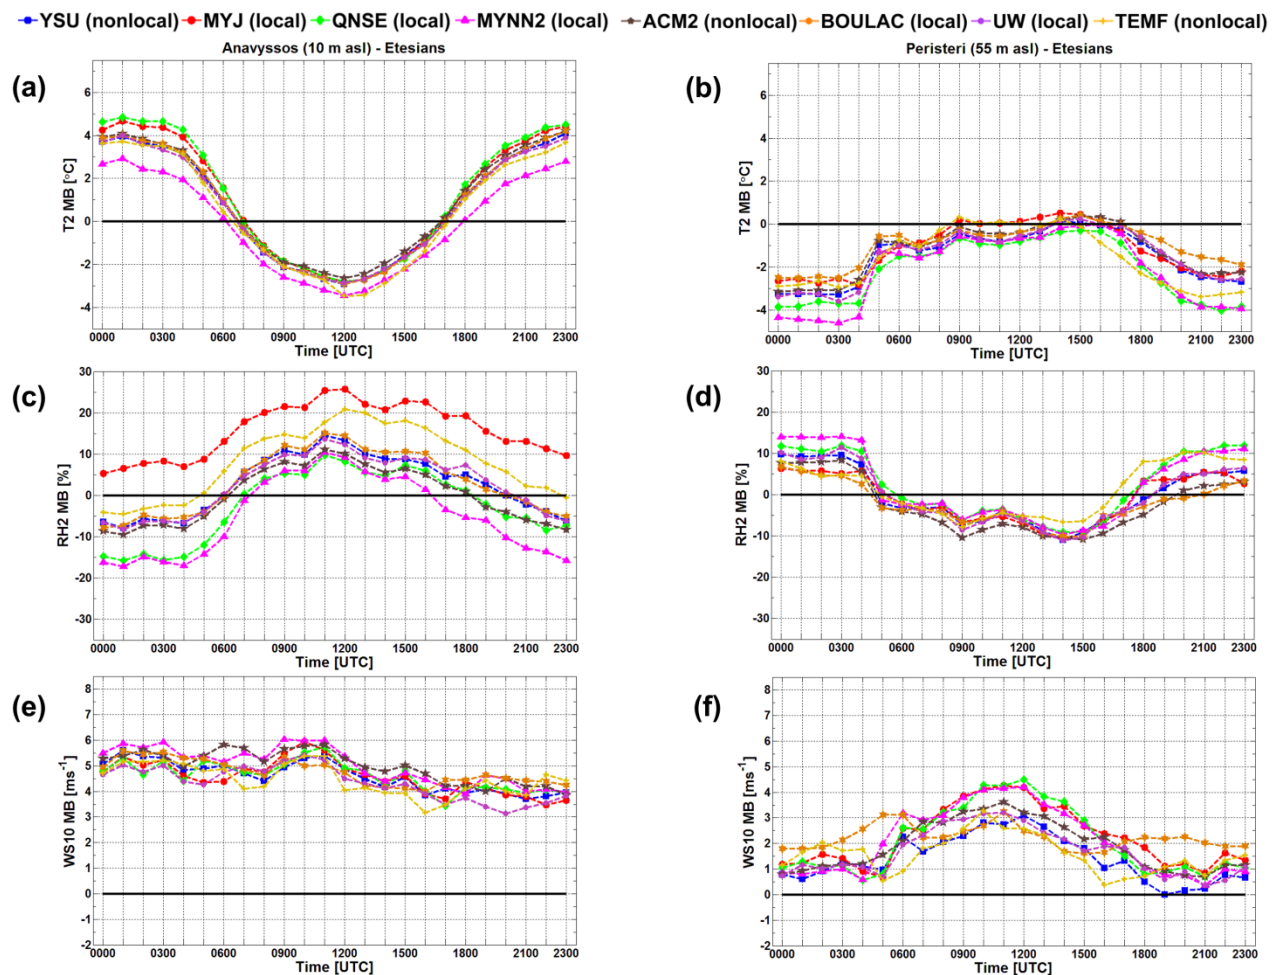 YSU (nonlocal) MYJ (local) QNSE (local) MYNN2 (local) ACM2 (nonlocal) BOULAC (local) UW (local) TEMF (nonlocal)
Anavyssos (10 m asl) - Etesians
(a)
T2 MB [°C]
6
4
2
0
-2
-4
0000 0300 0600 0900 1200 1500 1800 2100 2300
Time [UTC]
Peristeri (55 m asl) - Etesians
(b)
T2 MB [°C]
6
4
2
0
-2
-4
0000 0300 0600 0900 1200 1500 1800 2100 2300
Time [UTC]
(c)
RH2 MB [%]
30
20
10
0
-10
-20
-30
0000 0300 0600 0900 1200 1500 1800 2100 2300
Time [UTC]
(d)
RH2 MB [%]
30
20
10
0
-10
-20
-30
0000 0300 0600 0900 1200 1500 1800 2100 2300
Time [UTC]
(e)
WS10 MB [ms-1]
8
7
6
5
4
3
2
1
0
-1
-2
0000 0300 0600 0900 1200 1500 1800 2100 2300
Time [UTC]
(f)
WS10 MB [ms-1]
8
7
6
5
4
3
2
1
0
-1
-2
0000 0300 0600 0900 1200 1500 1800 2100 2300
Time [UTC]